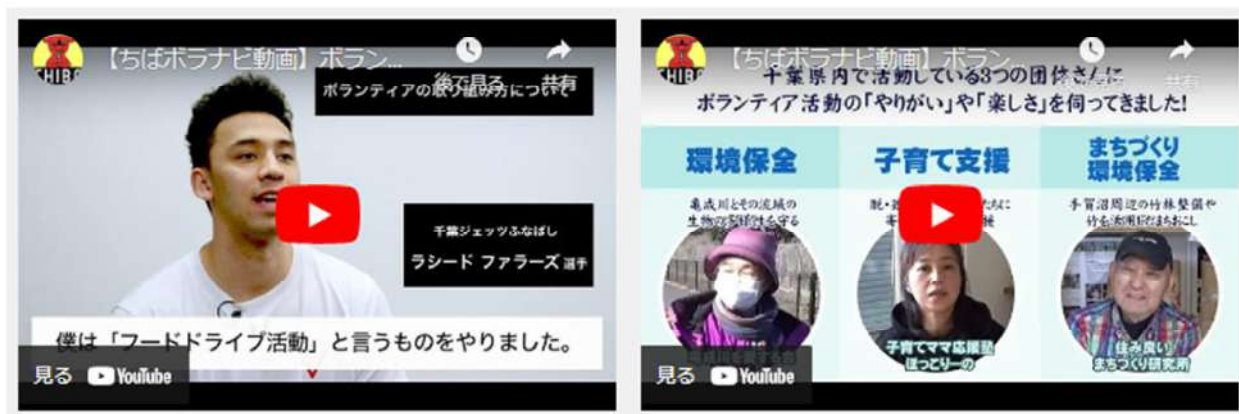 【ちばボラナビ動画】ボラン...
後で見る
共有
ボランティアの取り組み方について
千葉ジェッツふなばし
ラシード ファラーズ 選手
僕は「フードドライブ活動」と言うものをやりました。
見る YouTube
CHIBA
【ちばボラナビ動画】ボラン...
共有
千葉県内で活動している3つの団体さんに
ボランティア活動の「やりがい」や「楽しさ」を伺ってきました!
環境保全
亀成川とその流域の
生物の多様性を守る
亀成川を愛する会
子育て支援
子育てママ応援塾
ほっとりーの
まちづくり
環境保全
手賀沼周辺の竹林整備や
竹を活用したまちおこし
住み良い
まちづくり研究所
見る YouTube